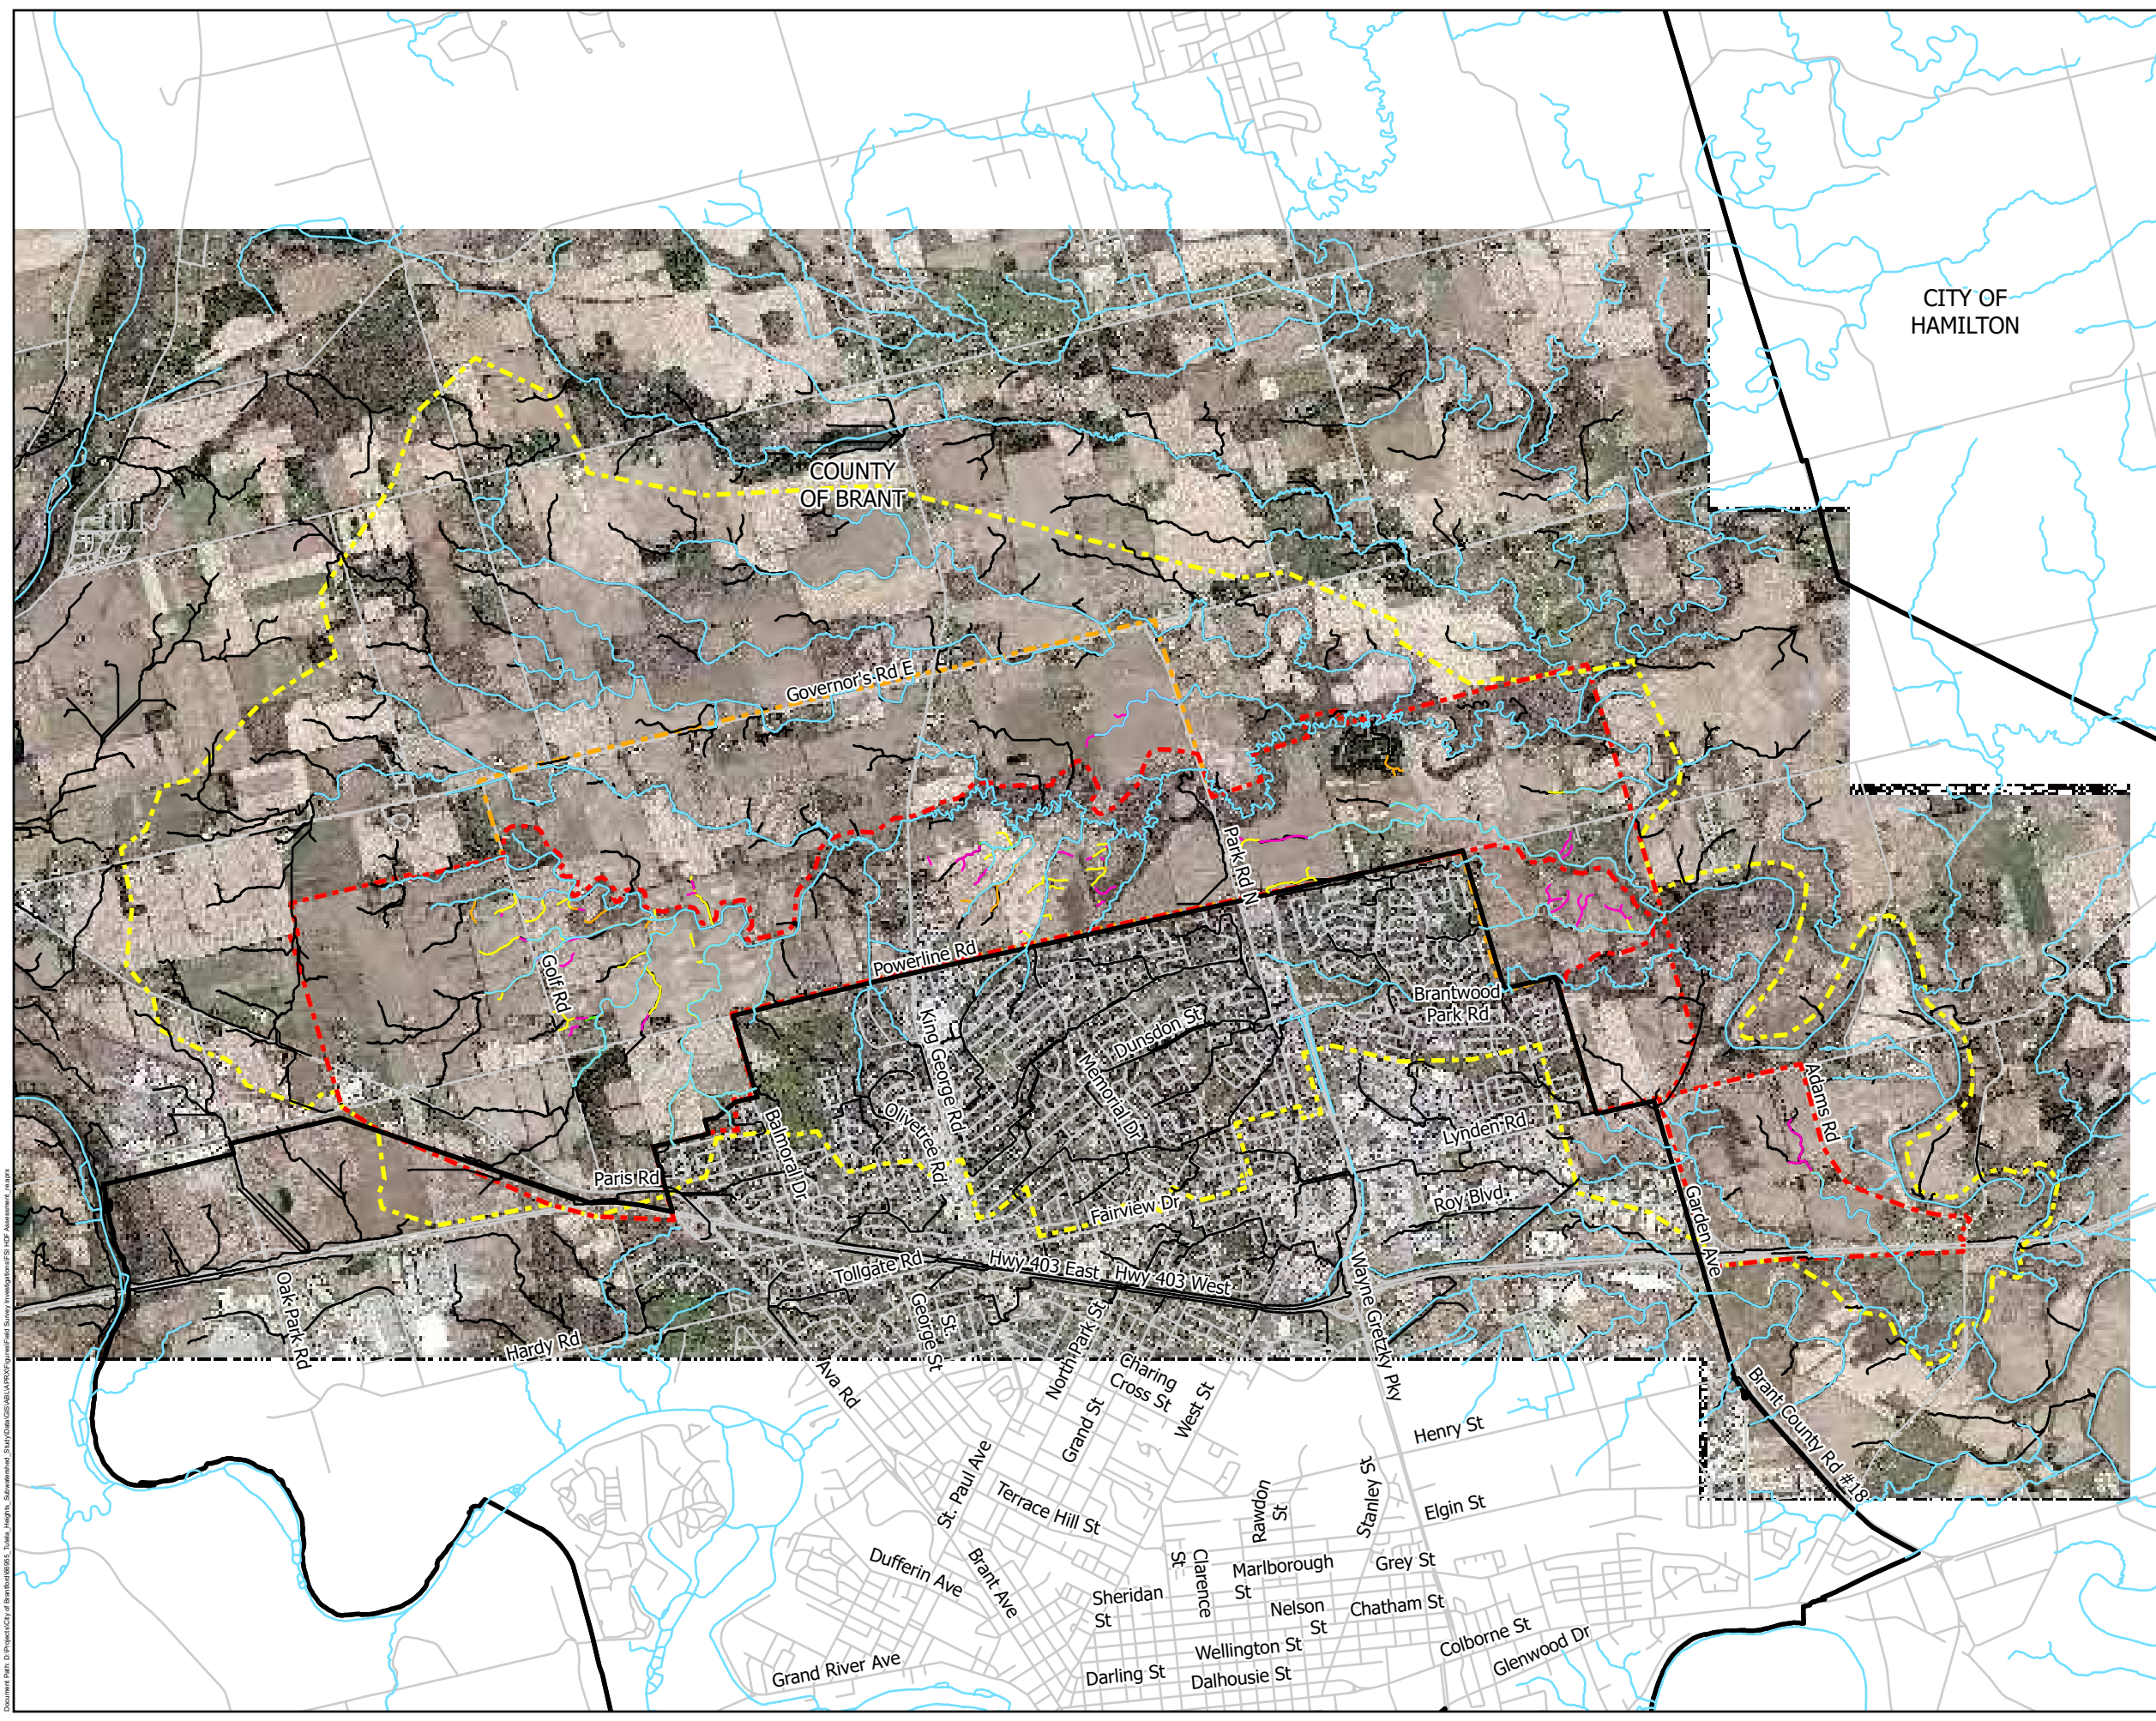 CITY OF
HAMILTON
COUNTY
OF BRANT
Governor's Rd E
Park Rd N
Powerline Rd
Golf Rd
Brantwood
Park Rd
King George Rd
Dunsdon St
Memorial Dr
Adams Rd
Olivetree Rd
Balmoral Dr
Lynden Rd
Paris Rd
Roy Blvd
Fairview Dr
Garden Ave
Tollgate Rd
Hwy 403 East
Hwy 403 West
Oak Park Rd
Wayne Gretzky Pky
St.
George St
North Park St
Hardy Rd
Ava Rd
Charing
Cross St
West St
Grand St
Brant County Rd #18
Henry St
St. Paul Ave
Terrace Hill St
Rawdon
St
Stanley St
Elgin St
Dufferin Ave
Brant Ave
Clarence
St
Marlborough
St
Grey St
Sheridan
St
Nelson
St
Chatham St
Wellington St
Colborne St
Glenwood Dr
Grand River Ave
Darling St
Dalhousie St